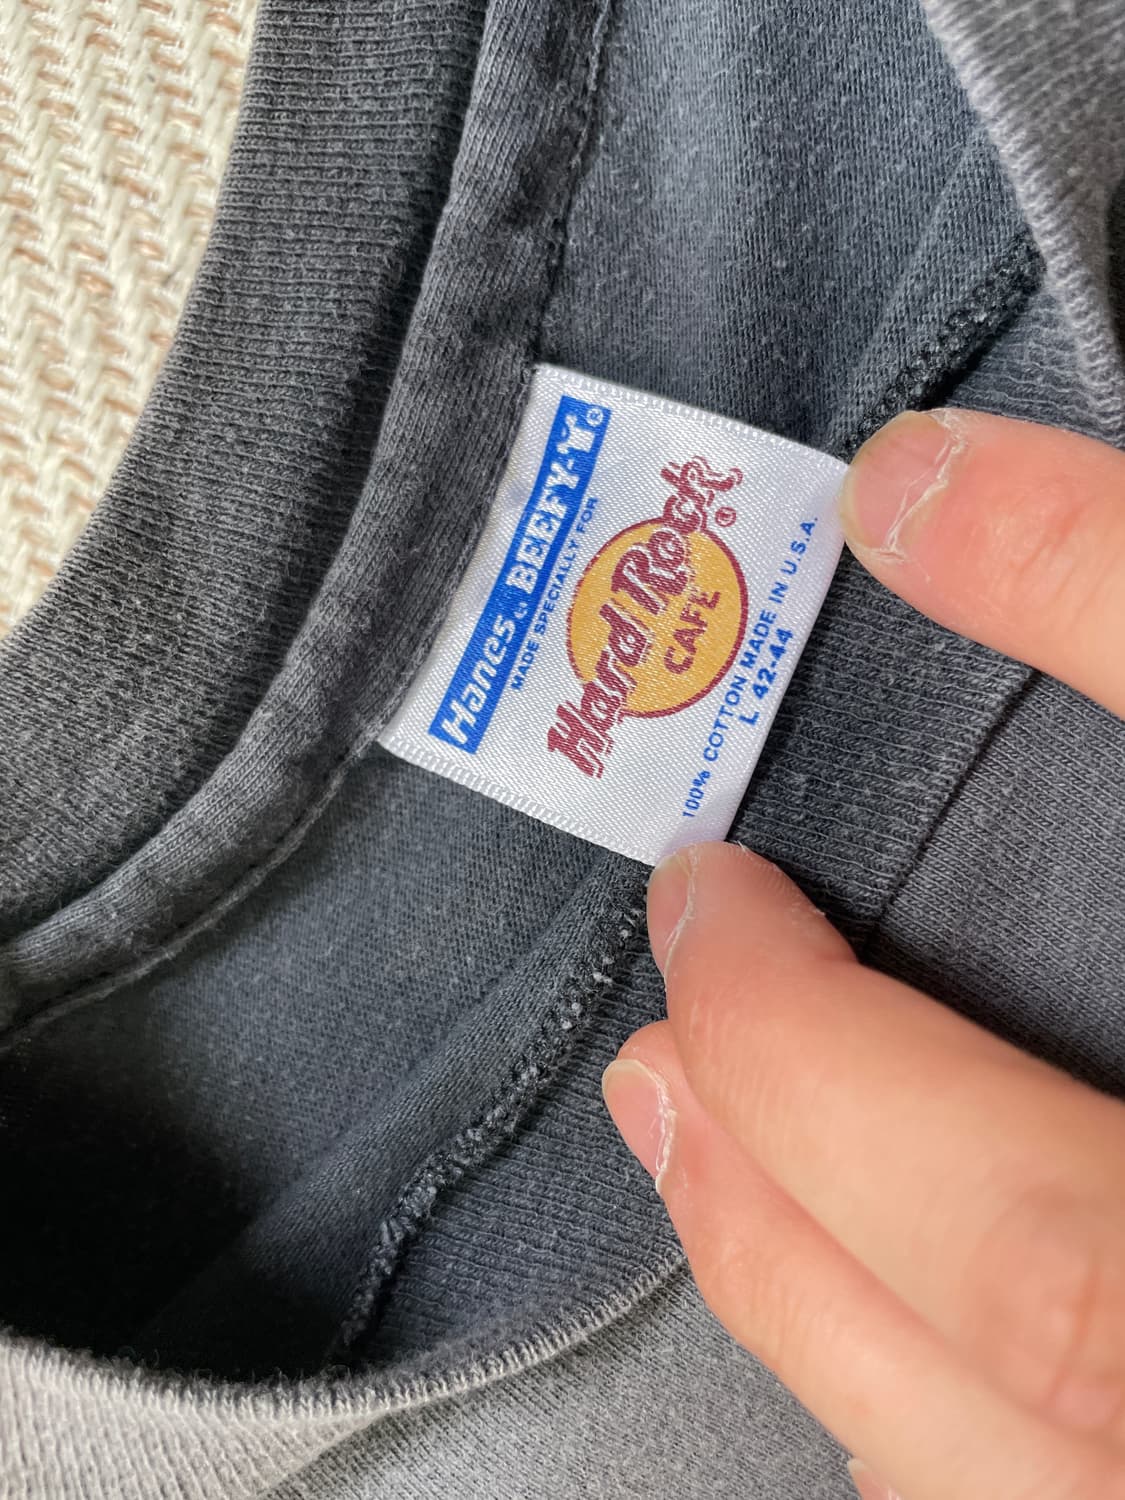 Hanes. BEEFY-T®
MADE SPECIALLY FOR
Hard Rock®
CAFE
100% COTTON MADE IN U.S.A.
L 42-44